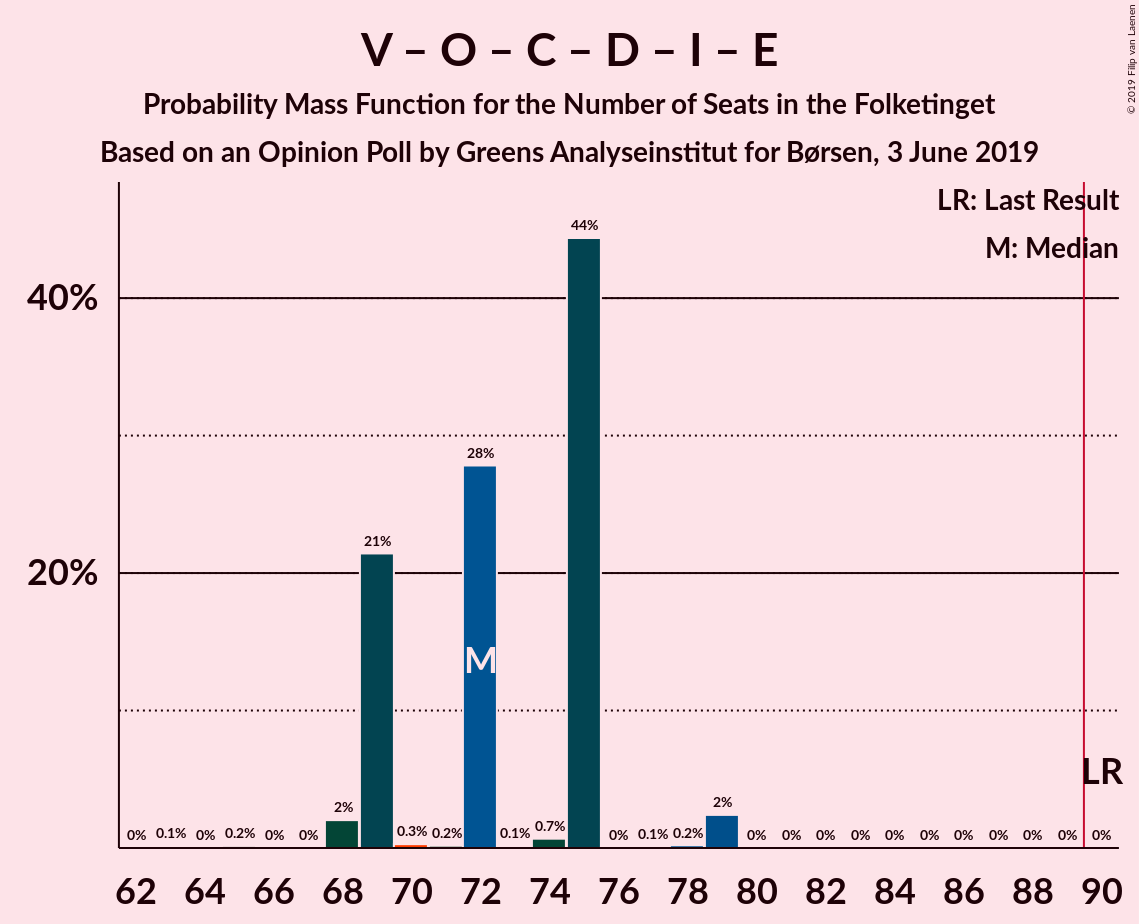 V – O – C – D – I – E
Probability Mass Function for the Number of Seats in the Folketinget
Based on an Opinion Poll by Greens Analyseinstitut for Børsen, 3 June 2019
© 2019 Filip van Laenen
LR: Last Result
M: Median
44%
40%
28%
21%
20%
M
LR
0% 0.1% 0% 0.2% 0% 0% 2% 0.3% 0.2% 0.1% 0.7% 0% 0.1% 0.2% 2% 0% 0% 0% 0% 0% 0% 0% 0% 0% 0% 0%
62 64 66 68 70 72 74 76 78 80 82 84 86 88 90